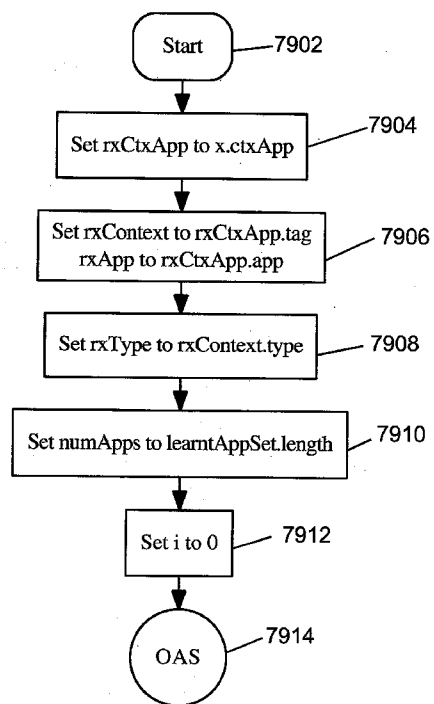 Start
7902
Set rxCtxApp to x.ctxApp
7904
Set rxContext to rxCtxApp.tag
rxApp to rxCtxApp.app
7906
Set rxType to rxContext.type
7908
Set numApps to learntAppSet.length
7910
Set i to 0
7912
OAS
7914